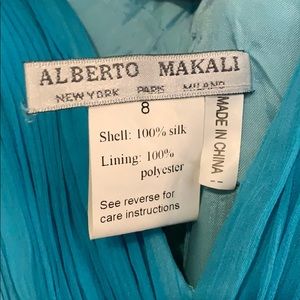 ALBERTO MAKALI
NEW YORK PARIS MILANO
8
Shell: 100% silk
Lining: 100%
polyester
See reverse for
care instructions
MADE IN CHINA